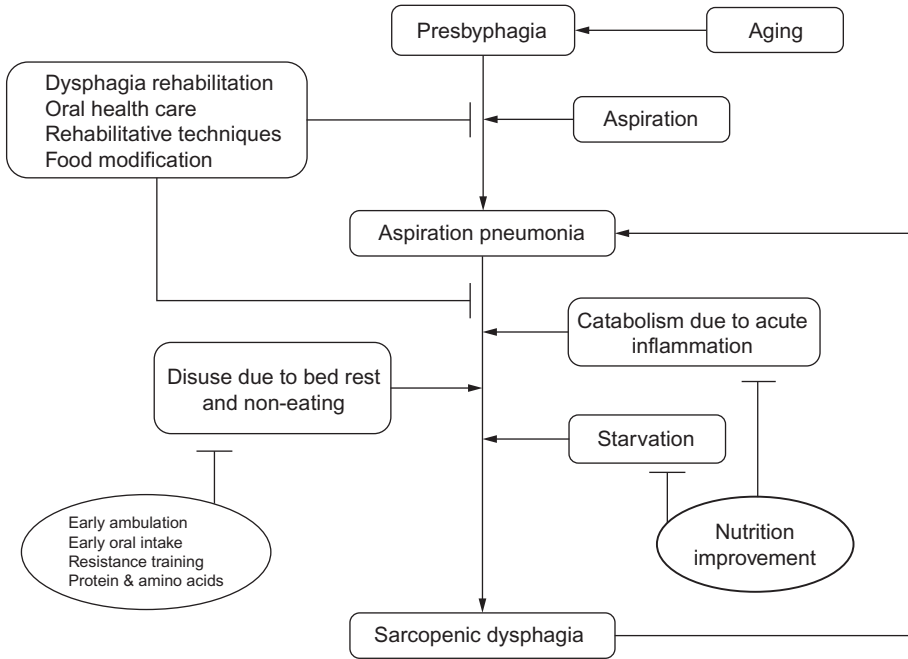 Presbyphagia
Aging
Dysphagia rehabilitation
Oral health care
Rehabilitative techniques
Food modification
Aspiration
Aspiration pneumonia
Catabolism due to acute
inflammation
Disuse due to bed rest
and non-eating
Starvation
Early ambulation
Early oral intake
Resistance training
Protein & amino acids
Nutrition
improvement
Sarcopenic dysphagia